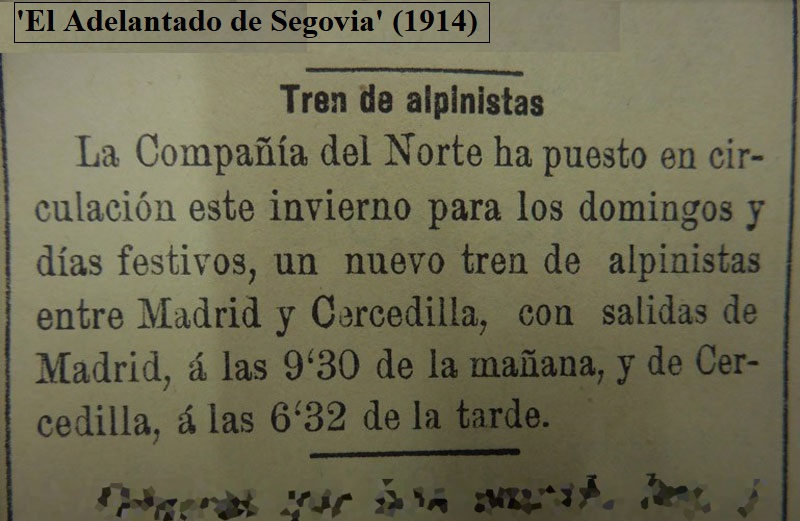 'El Adelantado de Segovia' (1914)
Tren de alpinistas
La Compañía del Norte ha puesto en cir-
culación este invierno para los domingos y
días festivos, un nuevo tren de alpinistas
entre Madrid y Cercedilla, con salidas de
Madrid, á las 9‘30 de la mañana, y de Cer-
cedilla, á las 6‘32 de la tarde.